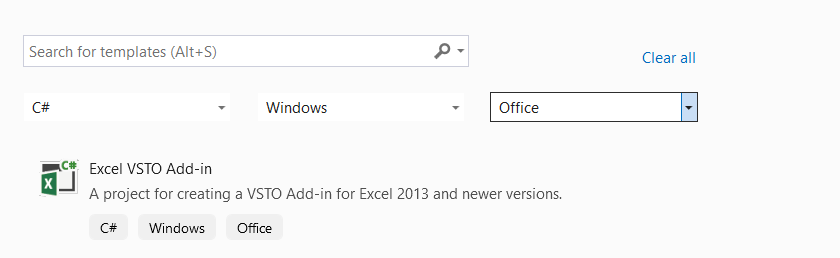 Search for templates (Alt+S)
Clear all
C#
Windows
Office
C#
X
Excel VSTO Add-in
A project for creating a VSTO Add-in for Excel 2013 and newer versions.
C#
Windows
Office